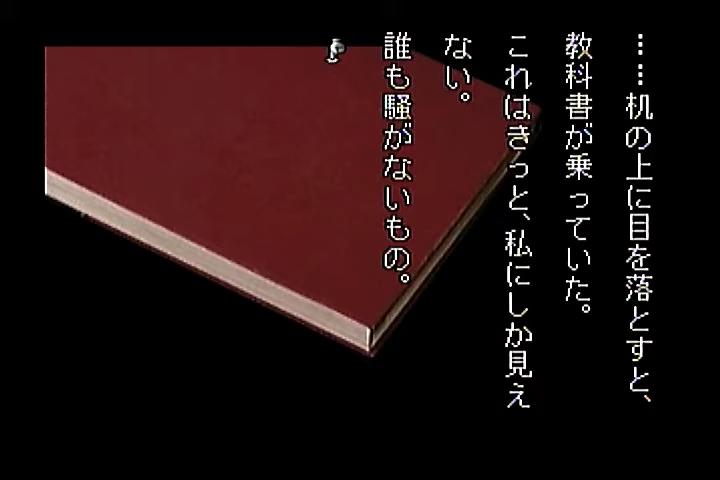 ……机の上に目を落とすと、
教科書が乗っていた。
これはきっと、私にしか見え
ない。
誰も騒がないもの。